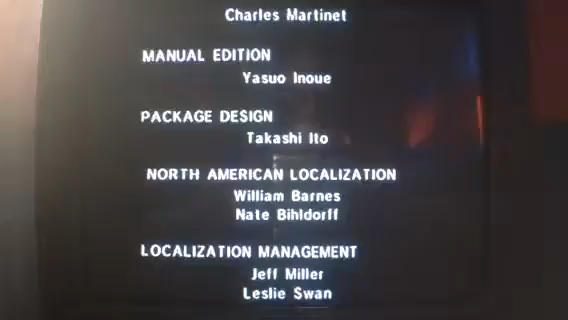 Charles Martinet
MANUAL EDITION
Yasuo Inoue
PACKAGE DESIGN
Takashi Ito
NORTH AMERICAN LOCALIZATION
William Barnes
Nate Bihldorff
LOCALIZATION MANAGEMENT
Jeff Miller
Leslie Swan